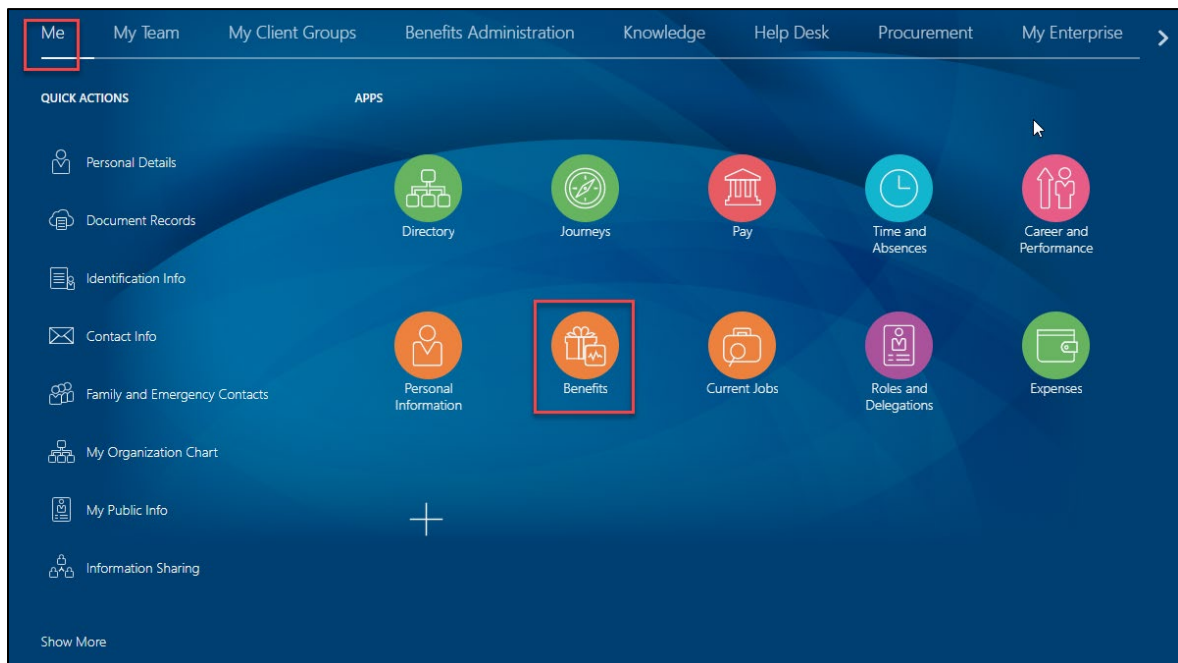 Me
My Team
My Client Groups
Benefits Administration
Knowledge
Help Desk
Procurement
My Enterprise
QUICK ACTIONS
APPS
Personal Details
Document Records
Identification Info
Contact Info
Family and Emergency Contacts
My Organization Chart
My Public Info
Information Sharing
Show More
Directory
Journeys
Pay
Time and
Absences
Career and
Performance
Personal
Information
Benefits
Current Jobs
Roles and
Delegations
Expenses